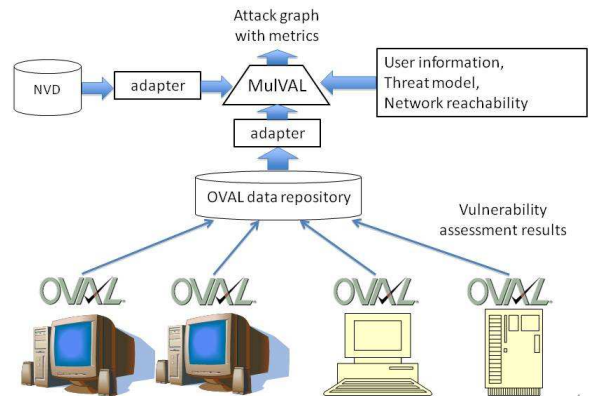 Attack graph
with metrics
NVD
adapter
MulVAL
User information,
Threat model,
Network reachability
adapter
OVAL data repository
Vulnerability
assessment results
OVAL
OVAL
OVAL
OVAL